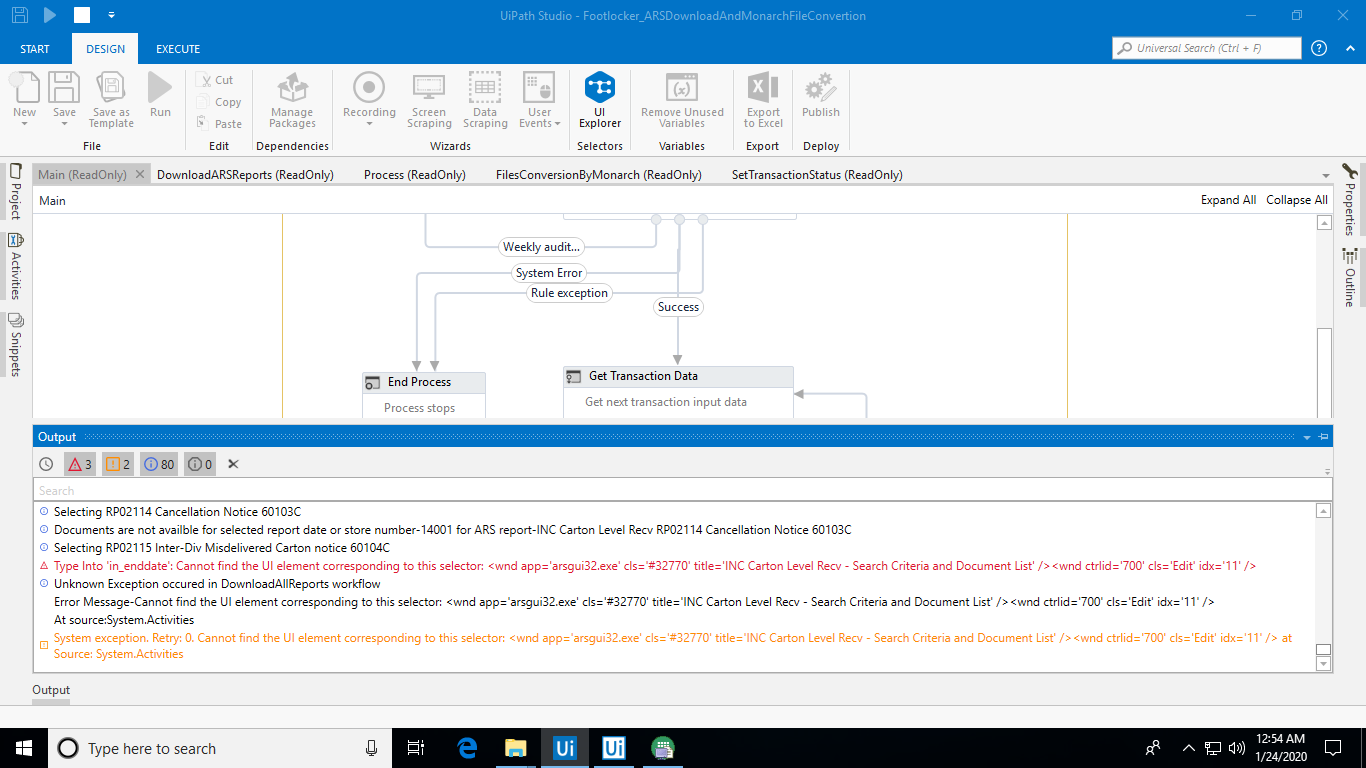 UiPath Studio - Footlocker_ARSDownloadAndMonarchFileConvertion
START DESIGN EXECUTE
Universal Search (Ctrl + F)
New Save Save as Template Run
Cut
Copy
Paste
Manage Packages
Recording Screen Scraping Data Scraping User Events
UI Explorer
Remove Unused Variables
Export to Excel
Publish
File Edit Dependencies Wizards Selectors Variables Export Deploy
Main (ReadOnly) DownloadARSReports (ReadOnly) Process (ReadOnly) FilesConversionByMonarch (ReadOnly) SetTransactionStatus (ReadOnly)
Project
Activities
Snippets
Properties
Outline
Main Expand All Collapse All
Weekly audit...
System Error
Rule exception
Success
End Process
Process stops
Get Transaction Data
Get next transaction input data
Output
3 2 80 0
Search
Selecting RP02114 Cancellation Notice 60103C
Documents are not availble for selected report date or store number-14001 for ARS report-INC Carton Level Recv RP02114 Cancellation Notice 60103C
Selecting RP02115 Inter-Div Misdelivered Carton notice 60104C
Type Into 'in_enddate': Cannot find the UI element corresponding to this selector: <wnd app='arsgui32.exe' cls='#32770' title='INC Carton Level Recv - Search Criteria and Document List' /><wnd ctrlid='700' cls='Edit' idx='11' />
Unknown Exception occured in DownloadAllReports workflow
Error Message-Cannot find the UI element corresponding to this selector: <wnd app='arsgui32.exe' cls='#32770' title='INC Carton Level Recv - Search Criteria and Document List' /><wnd ctrlid='700' cls='Edit' idx='11' />
At source:System.Activities
System exception. Retry: 0. Cannot find the UI element corresponding to this selector: <wnd app='arsgui32.exe' cls='#32770' title='INC Carton Level Recv - Search Criteria and Document List' /><wnd ctrlid='700' cls='Edit' idx='11' /> at
Source: System.Activities
Output
Type here to search
Ui
Ui
12:54 AM
1/24/2020